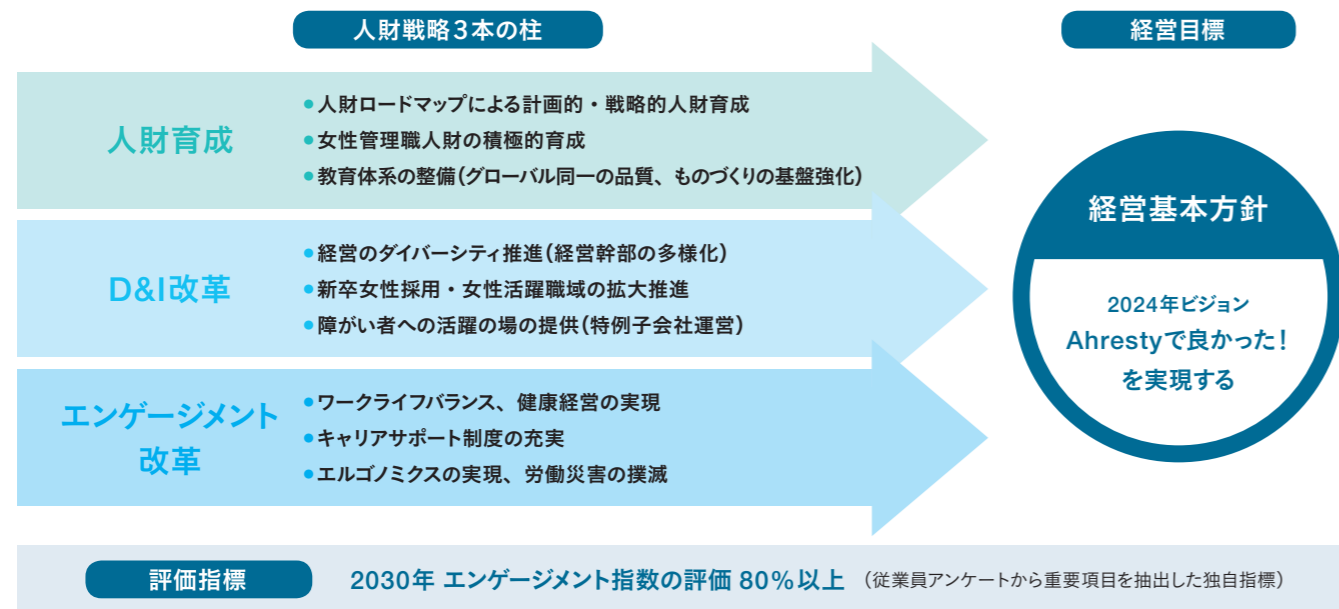 人財戦略3本の柱
経営目標
人財育成
●人財ロードマップによる計画的・戦略的人財育成
●女性管理職人財の積極的育成
●教育体系の整備(グローバル同一の品質、ものづくりの基盤強化)
D&I改革
●経営のダイバーシティ推進(経営幹部の多様化)
●新卒女性採用・女性活躍職域の拡大推進
●障がい者への活躍の場の提供(特例子会社運営)
エンゲージメント
改革
●ワークライフバランス、健康経営の実現
●キャリアサポート制度の充実
●エルゴノミクスの実現、労働災害の撲滅
経営基本方針
2024年ビジョン
Ahrestyで良かった!
を実現する
評価指標
2030年 エンゲージメント指数の評価 80%以上 (従業員アンケートから重要項目を抽出した独自指標)